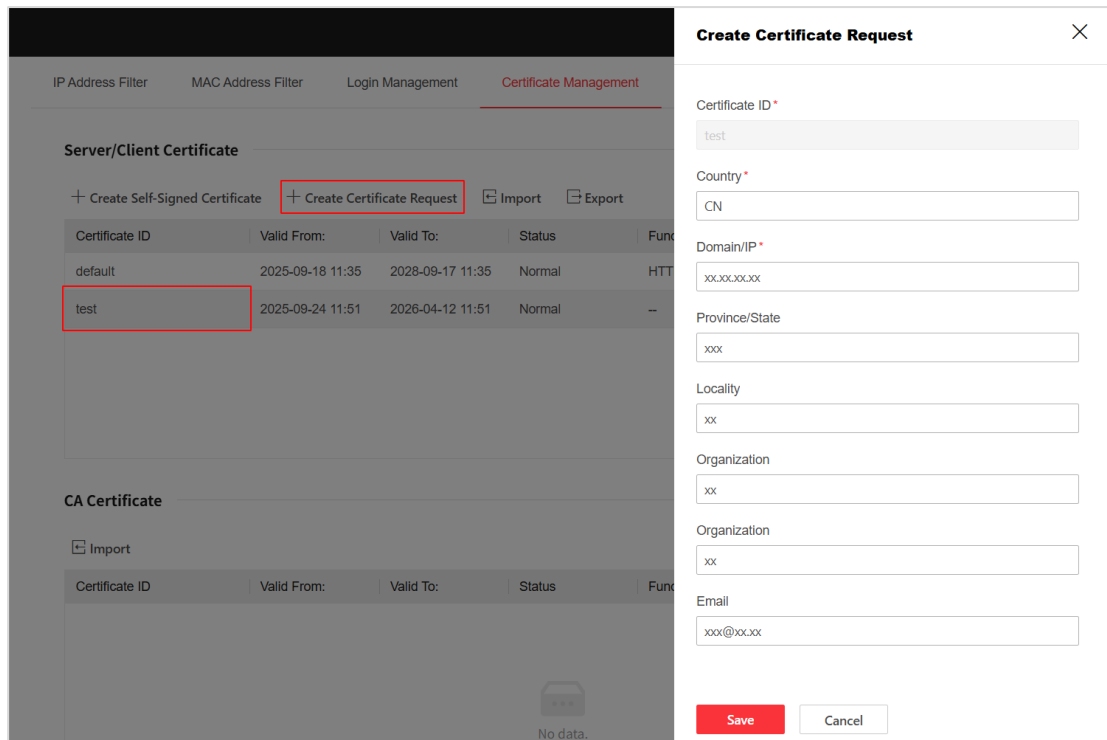 IP Address Filter MAC Address Filter Login Management Certificate Management
Server/Client Certificate
Create Self-Signed Certificate Create Certificate Request Import Export
Certificate ID Valid From: Valid To: Status
default 2025-09-18 11:35 2028-09-17 11:35 Normal HTT
test 2025-09-24 11:51 2026-04-12 11:51 Normal --
CA Certificate
Import
Certificate ID Valid From: Valid To: Status
No data.
Create Certificate Request
Certificate ID*
test
Country*
CN
Domain/IP*
xx.xx.xx.xx
Province/State
xxx
Locality
xx
Organization
xx
Organization
xx
Email
xxx@xx.xx
Save Cancel